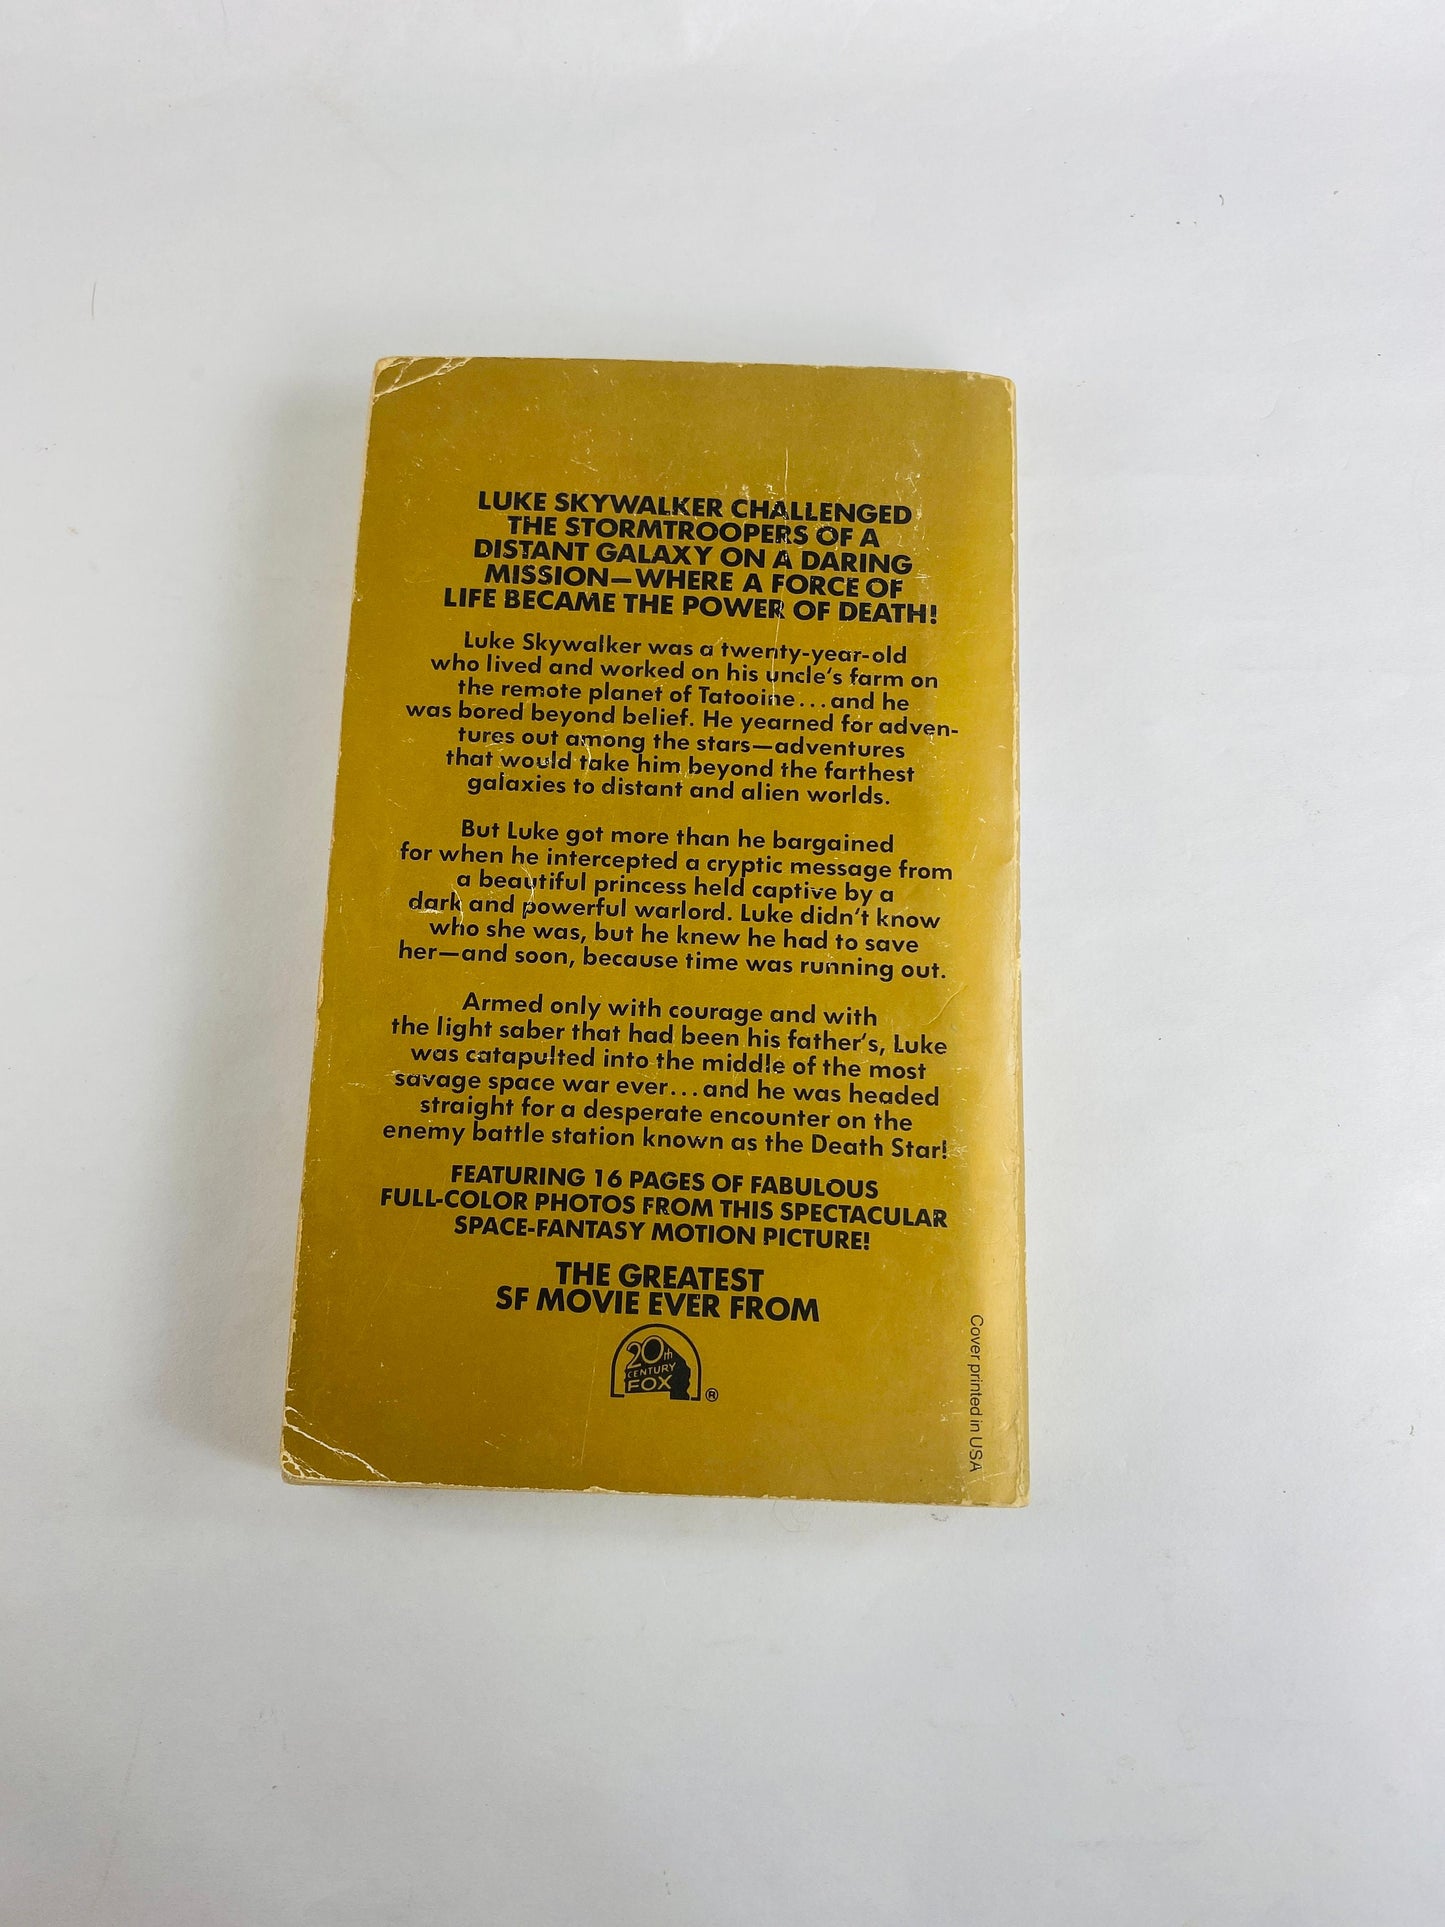 LUKE SKYWALKER CHALLENGED
THE STORMTROOPERS OF A
DISTANT GALAXY ON A DARING
MISSION—WHERE A FORCE OF
LIFE BECAME THE POWER OF DEATH!
Luke Skywalker was a twenty-year-old
who lived and worked on his uncle's farm on
the remote planet of Tatooine...and he
was bored beyond belief. He yearned for adven-
tures out among the stars—adventures
that would take him beyond the farthest
galaxies to distant and alien worlds.
But Luke got more than he bargained
for when he intercepted a cryptic message from
a beautiful princess held captive by a
dark and powerful warlord. Luke didn't know
who she was, but he knew he had to save
her—and soon, because time was running out.
Armed only with courage and with
the light saber that had been his father's, Luke
was catapulted into the middle of the most
savage space war ever...and he was headed
straight for a desperate encounter on the
enemy battle station known as the Death Star!
FEATURING 16 PAGES OF FABULOUS
FULL-COLOR PHOTOS FROM THIS SPECTACULAR
SPACE-FANTASY MOTION PICTURE!
THE GREATEST
SF MOVIE EVER FROM
20th
CENTURY
FOX
®
Cover printed in USA